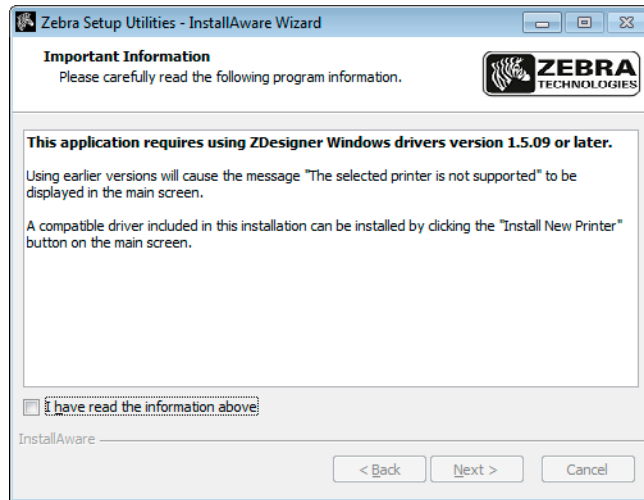 Zebra Setup Utilities - InstallAware Wizard
Important Information
Please carefully read the following program information.
ZEBRA
TECHNOLOGIES
This application requires using ZDesigner Windows drivers version 1.5.09 or later.
Using earlier versions will cause the message "The selected printer is not supported" to be
displayed in the main screen.
A compatible driver included in this installation can be installed by clicking the "Install New Printer"
button on the main screen.
I have read the information above
InstallAware
< Back
Next >
Cancel